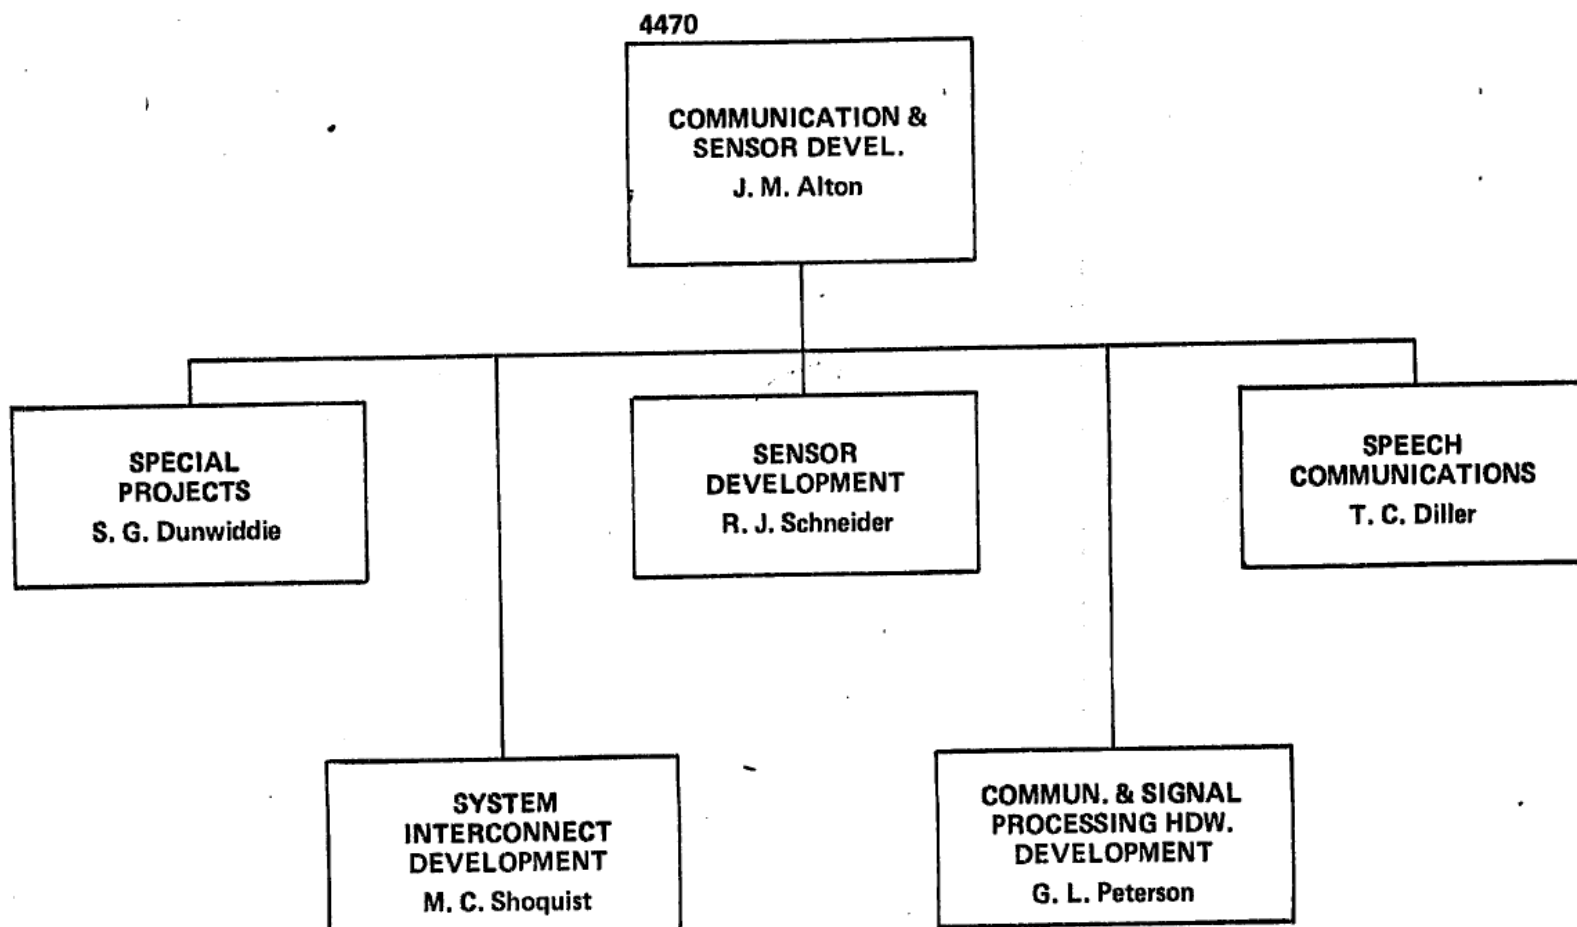 4470
COMMUNICATION &
SENSOR DEVEL.
J. M. Alton
SPECIAL
PROJECTS
S. G. Dunwiddie
SENSOR
DEVELOPMENT
R. J. Schneider
SPEECH
COMMUNICATIONS
T. C. Diller
SYSTEM
INTERCONNECT
DEVELOPMENT
M. C. Shoquist
COMMUN. & SIGNAL
PROCESSING HDW.
DEVELOPMENT
G. L. Peterson